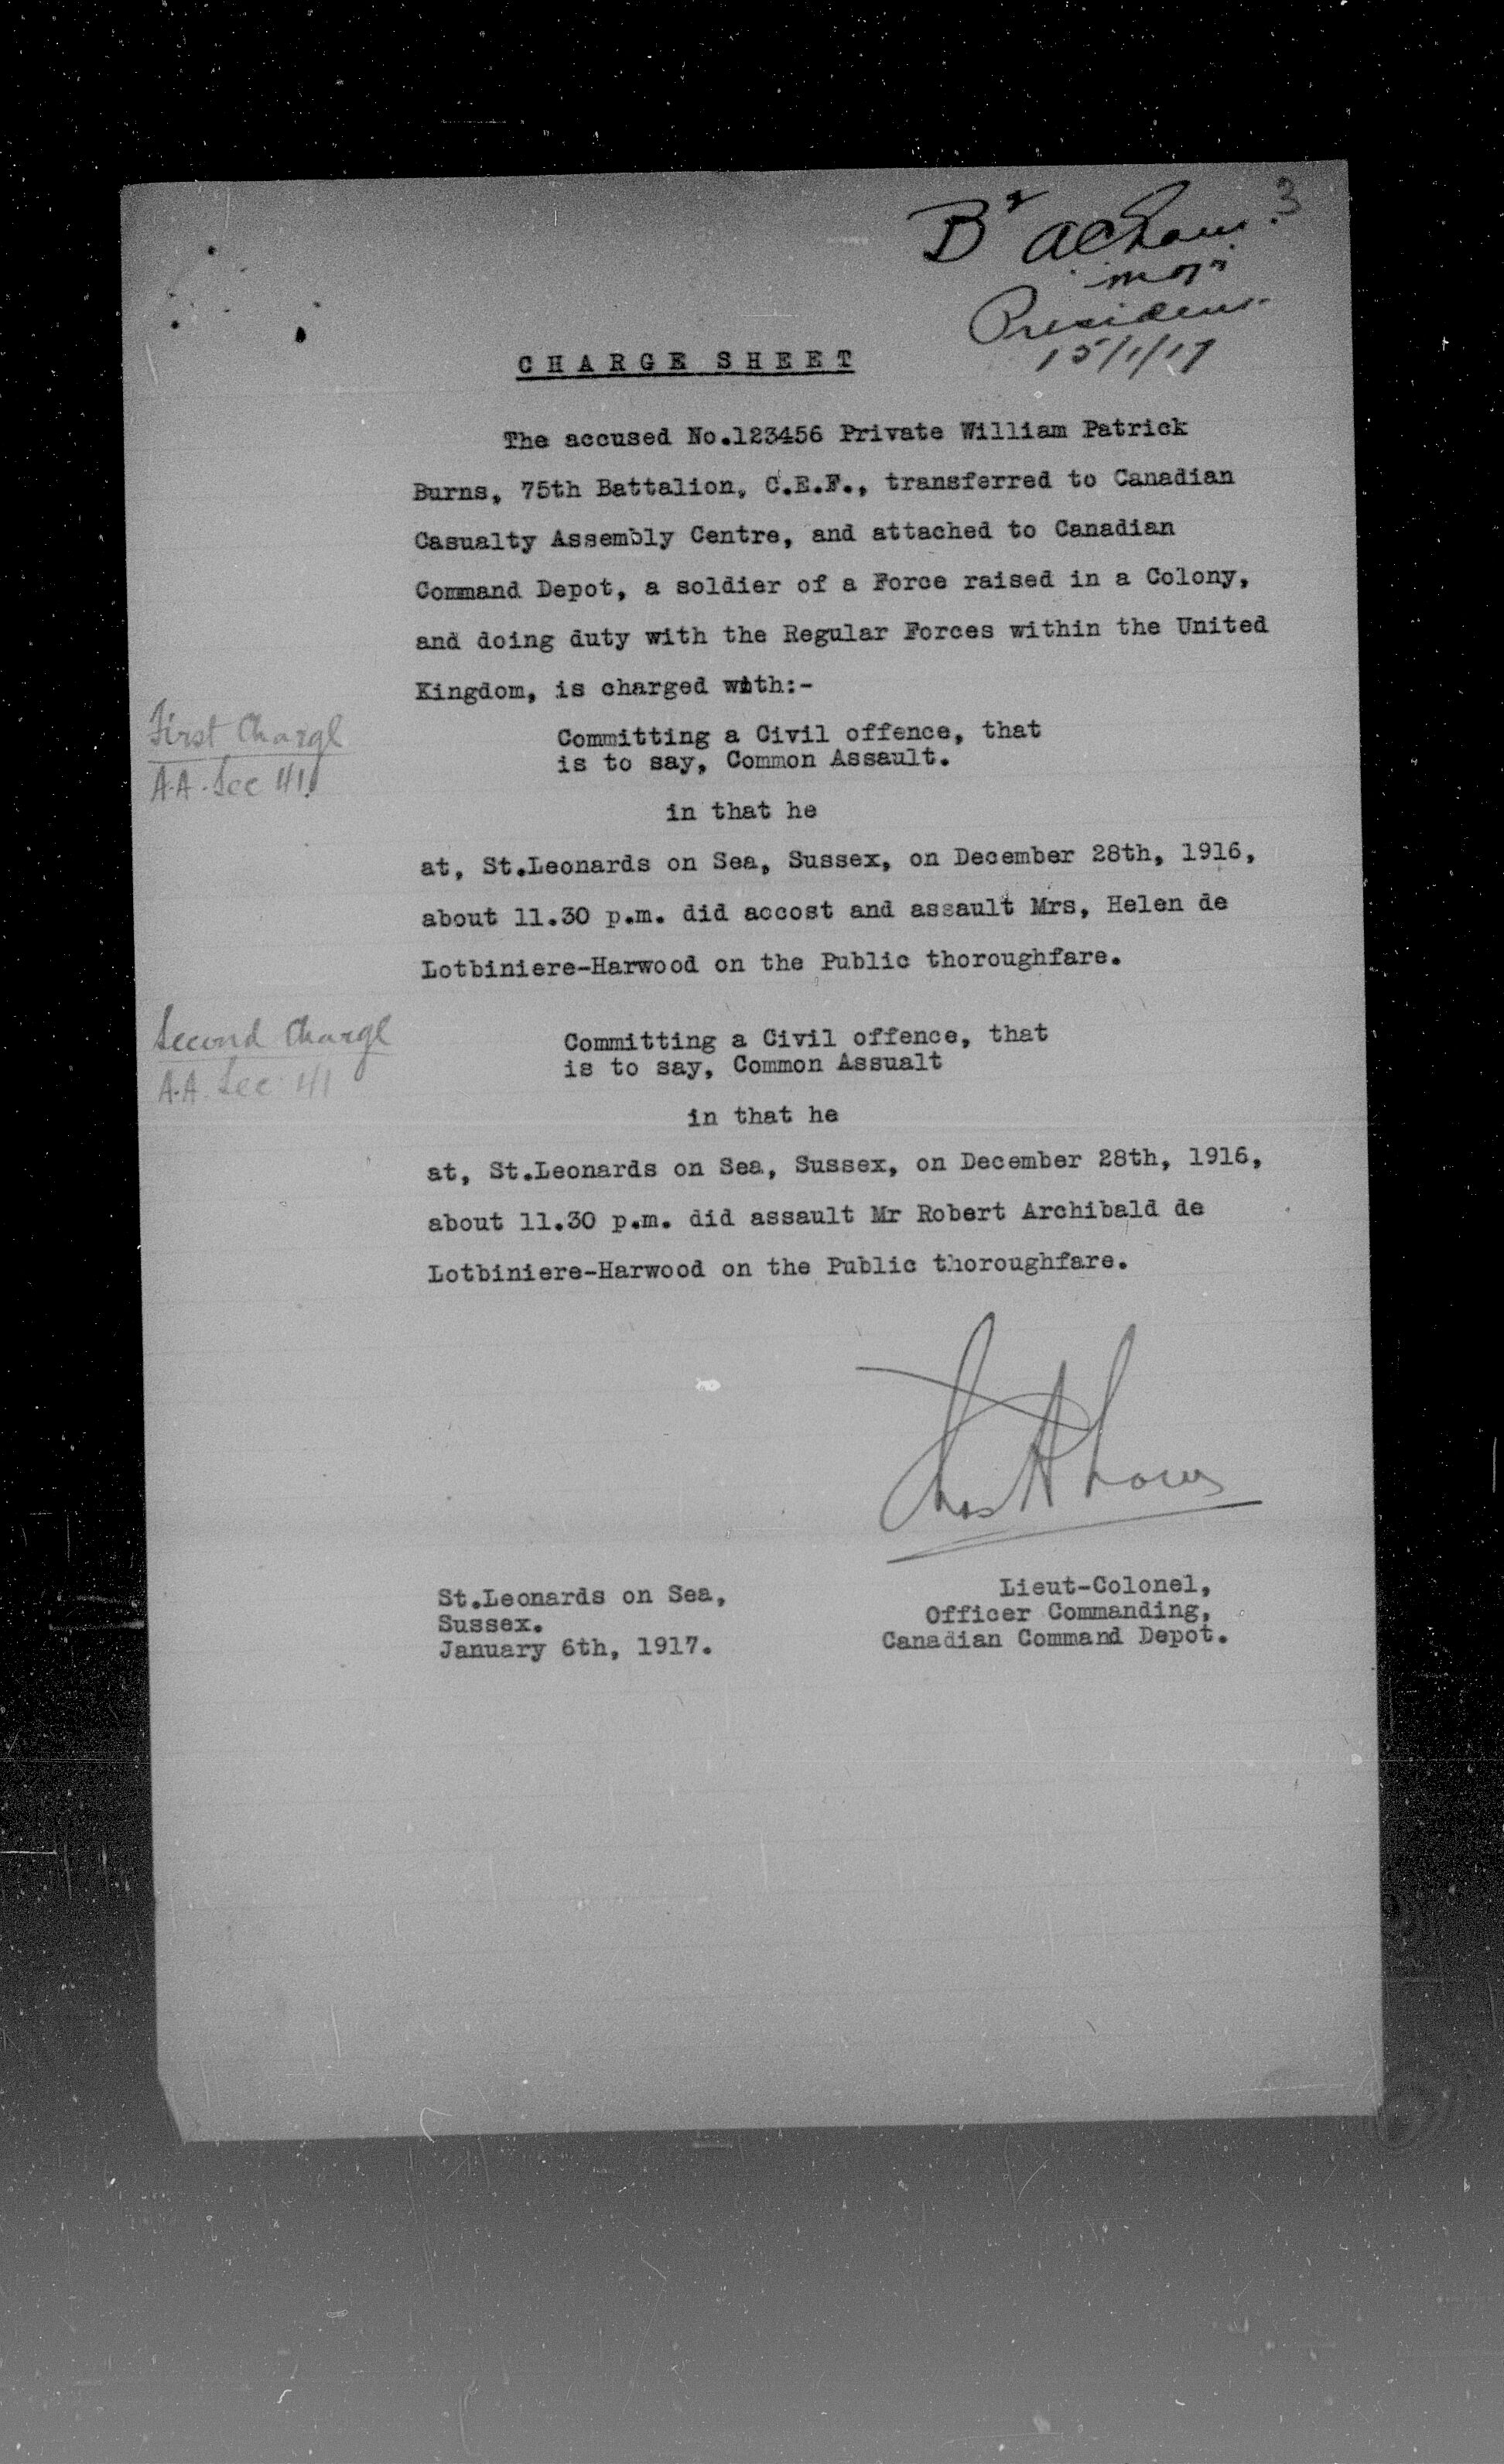 3
President
15/1/17
CHARGE SHEET
The accused No.123456 Private William Patrick
Burns, 75th Battalion, C.E.F., transferred to Canadian
Casualty Assembly Centre, and attached to Canadian
Command Depot, a soldier of a Force raised in a Colony,
and doing duty with the Regular Forces within the United
Kingdom, is charged with:-
First Charge
A.A. Sec 41
Committing a Civil offence, that
is to say, Common Assault.
in that he
at, St.Leonards on Sea, Sussex, on December 28th, 1916,
about 11.30 p.m. did accost and assault Mrs, Helen de
Lotbiniere-Harwood on the Public thoroughfare.
Second Charge
A.A. Sec 41
Committing a Civil offence, that
is to say, Common Assualt
in that he
at, St.Leonards on Sea, Sussex, on December 28th, 1916,
about 11.30 p.m. did assault Mr Robert Archibald de
Lotbiniere-Harwood on the Public thoroughfare.
St.Leonards on Sea,
Sussex.
January 6th, 1917.
Lieut-Colonel,
Officer Commanding,
Canadian Command Depot.